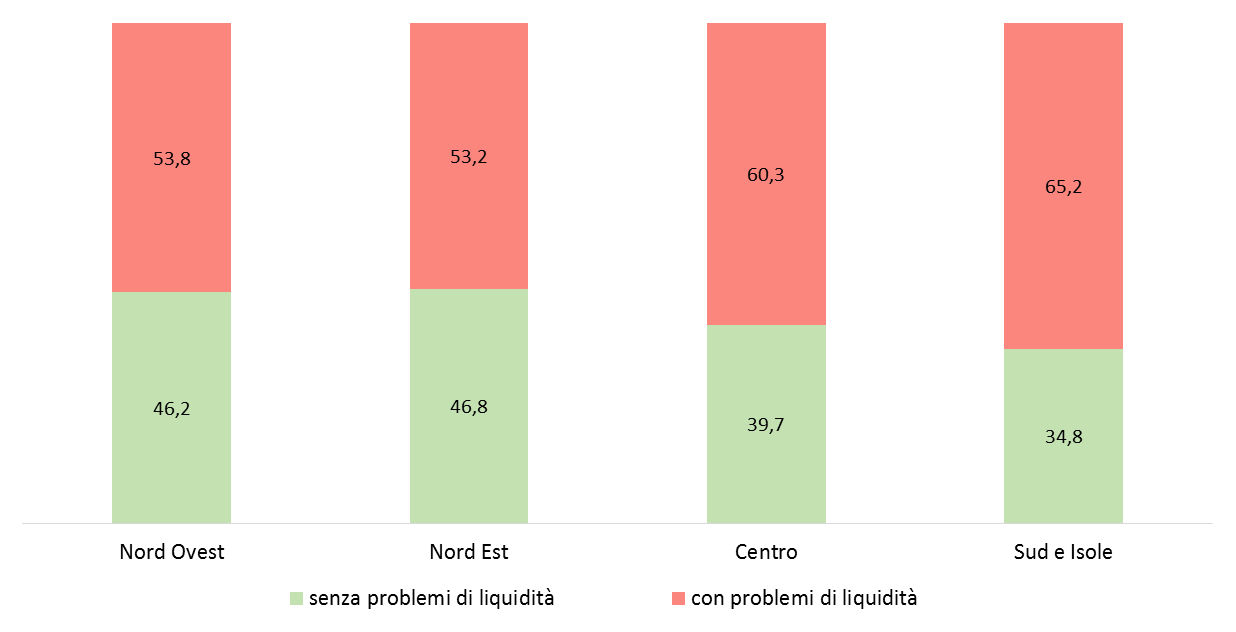 53,8
53,2
60,3
65,2
46,2
46,8
39,7
34,8
Nord Ovest
Nord Est
Centro
Sud e Isole
senza problemi di liquidità
con problemi di liquidità